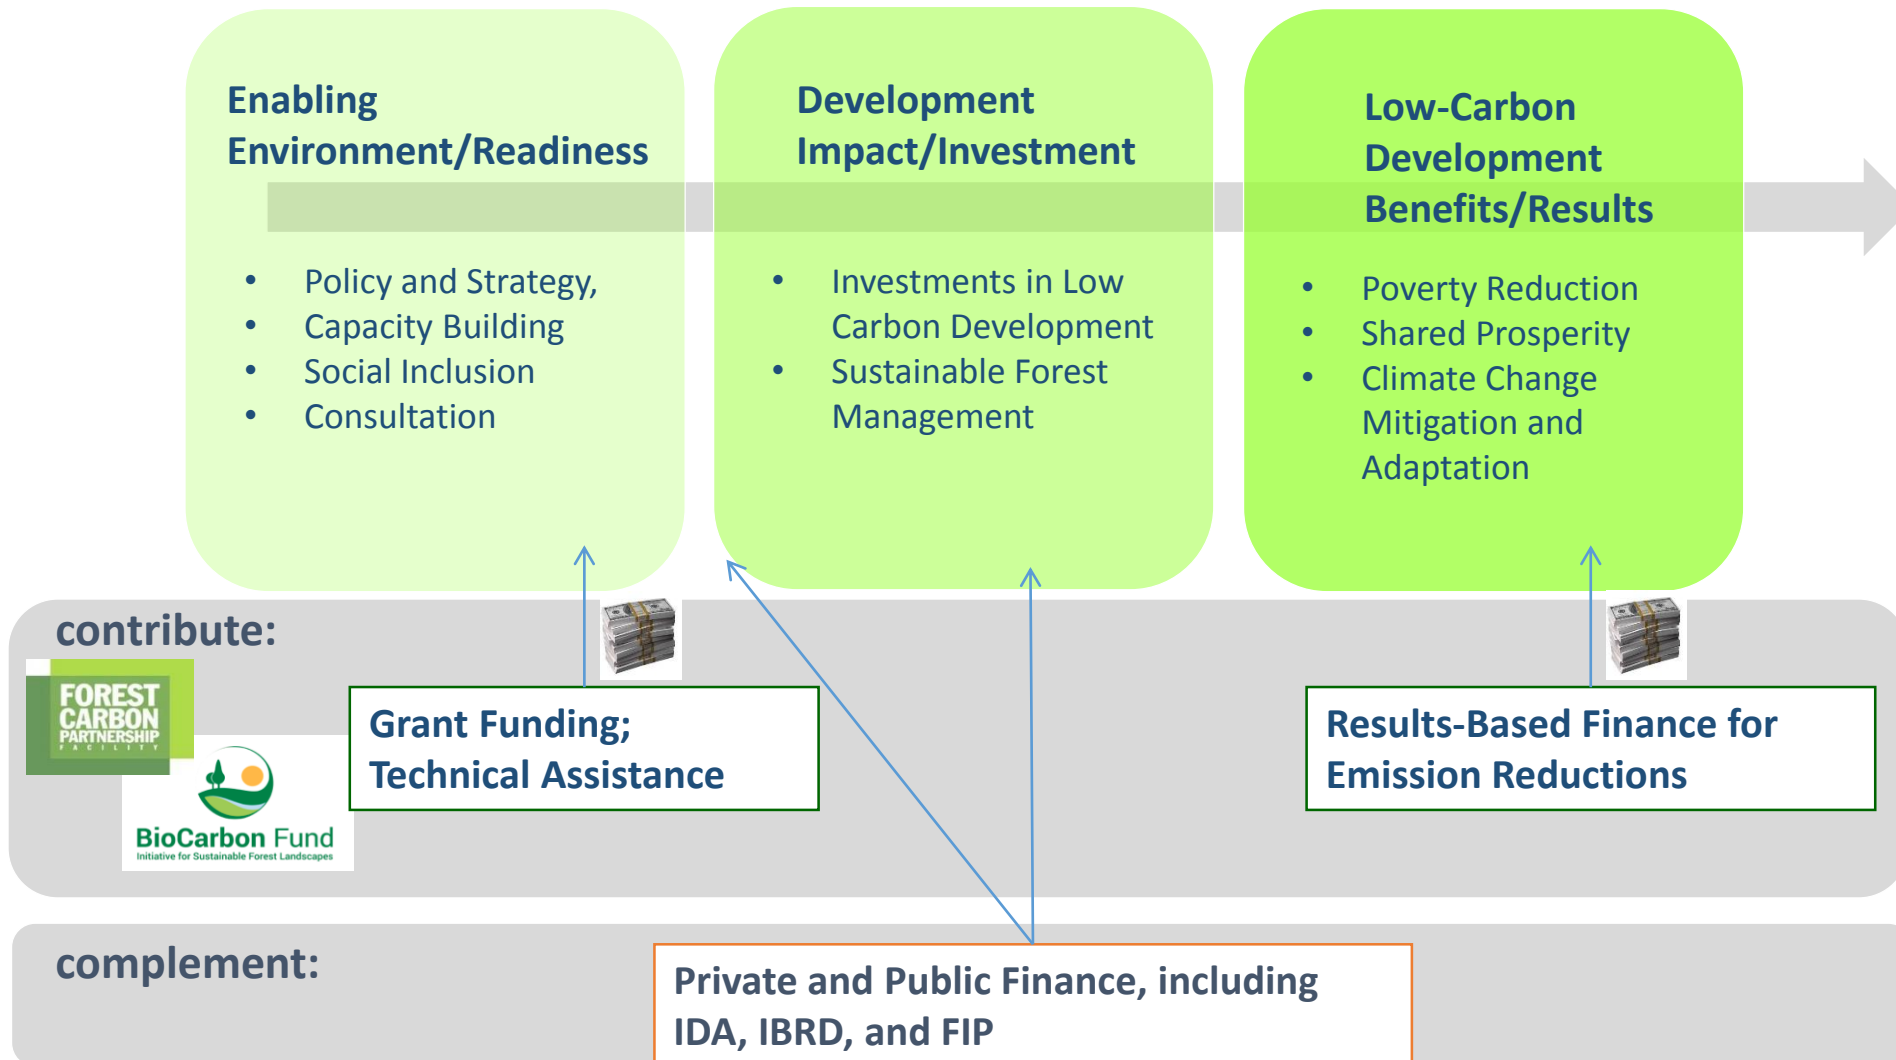 Enabling
Environment/Readiness
• Policy and Strategy,
• Capacity Building
• Social Inclusion
• Consultation
Development
Impact/Investment
• Investments in Low
Carbon Development
• Sustainable Forest
Management
Low-Carbon
Development
Benefits/Results
• Poverty Reduction
• Shared Prosperity
• Climate Change
Mitigation and
Adaptation
contribute:
FOREST
CARBON
PARTNERSHIP
FACILITY
BioCarbon Fund
Initiative for Sustainable Forest Landscapes
Grant Funding;
Technical Assistance
Results-Based Finance for
Emission Reductions
complement:
Private and Public Finance, including
IDA, IBRD, and FIP